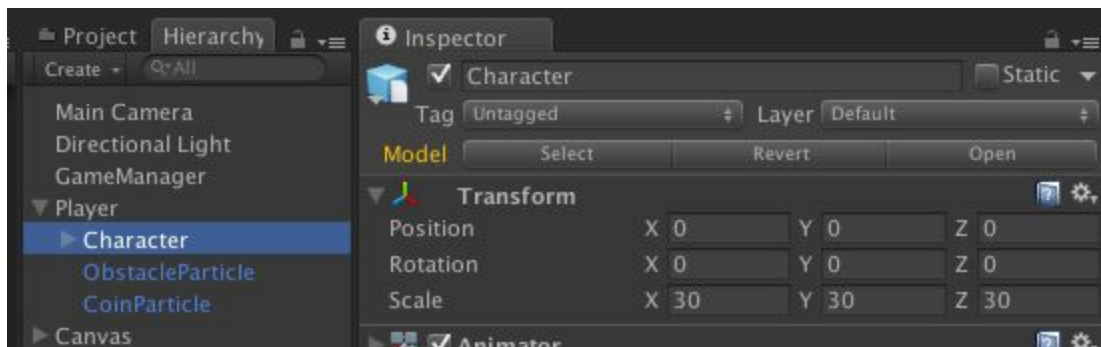 Project Hierarchy
Create All
Main Camera
Directional Light
GameManager
Player
Character
ObstacleParticle
CoinParticle
Canvas
Inspector
Character Static
Tag Untagged Layer Default
Model Select Revert Open
Transform
Position X 0 Y 0 Z 0
Rotation X 0 Y 0 Z 0
Scale X 30 Y 30 Z 30
Animator